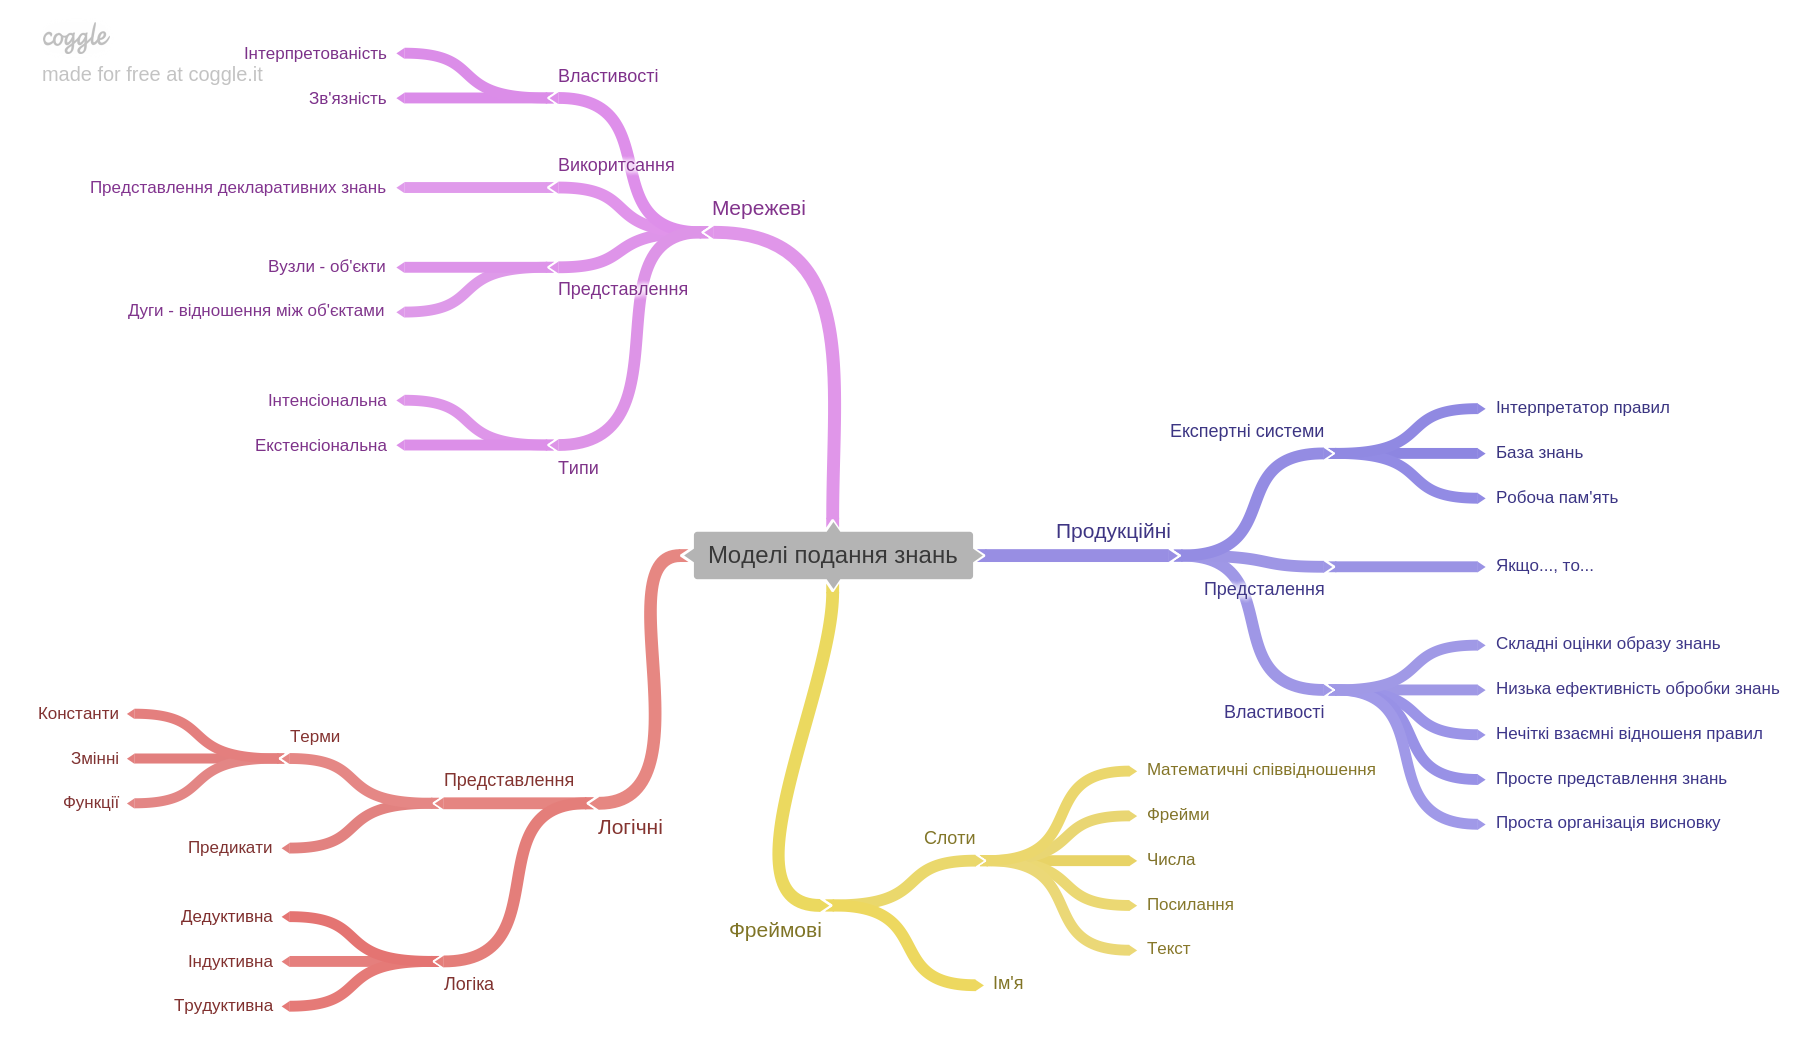 coggle
made for free at coggle.it
Інтерпретованість
Зв'язність
Властивості
Викоритсання
Представлення декларативних знань
Мережеві
Вузли - об'єкти
Дуги - відношення між об'єктами
Представлення
Інтенсіональна
Екстенсіональна
Типи
Моделі подання знань
Продукційні
Експертні системи
Інтерпретатор правил
База знань
Робоча пам'ять
Предсталення
Якщо..., то...
Властивості
Складні оцінки образу знань
Низька ефективність обробки знань
Нечіткі взаємні відношеня правил
Просте представлення знань
Проста організація висновку
Логічні
Представлення
Терми
Константи
Змінні
Функції
Предикати
Логіка
Дедуктивна
Індуктивна
Трудуктивна
Фреймові
Слоти
Математичні співвідношення
Фрейми
Числа
Посилання
Текст
Ім'я